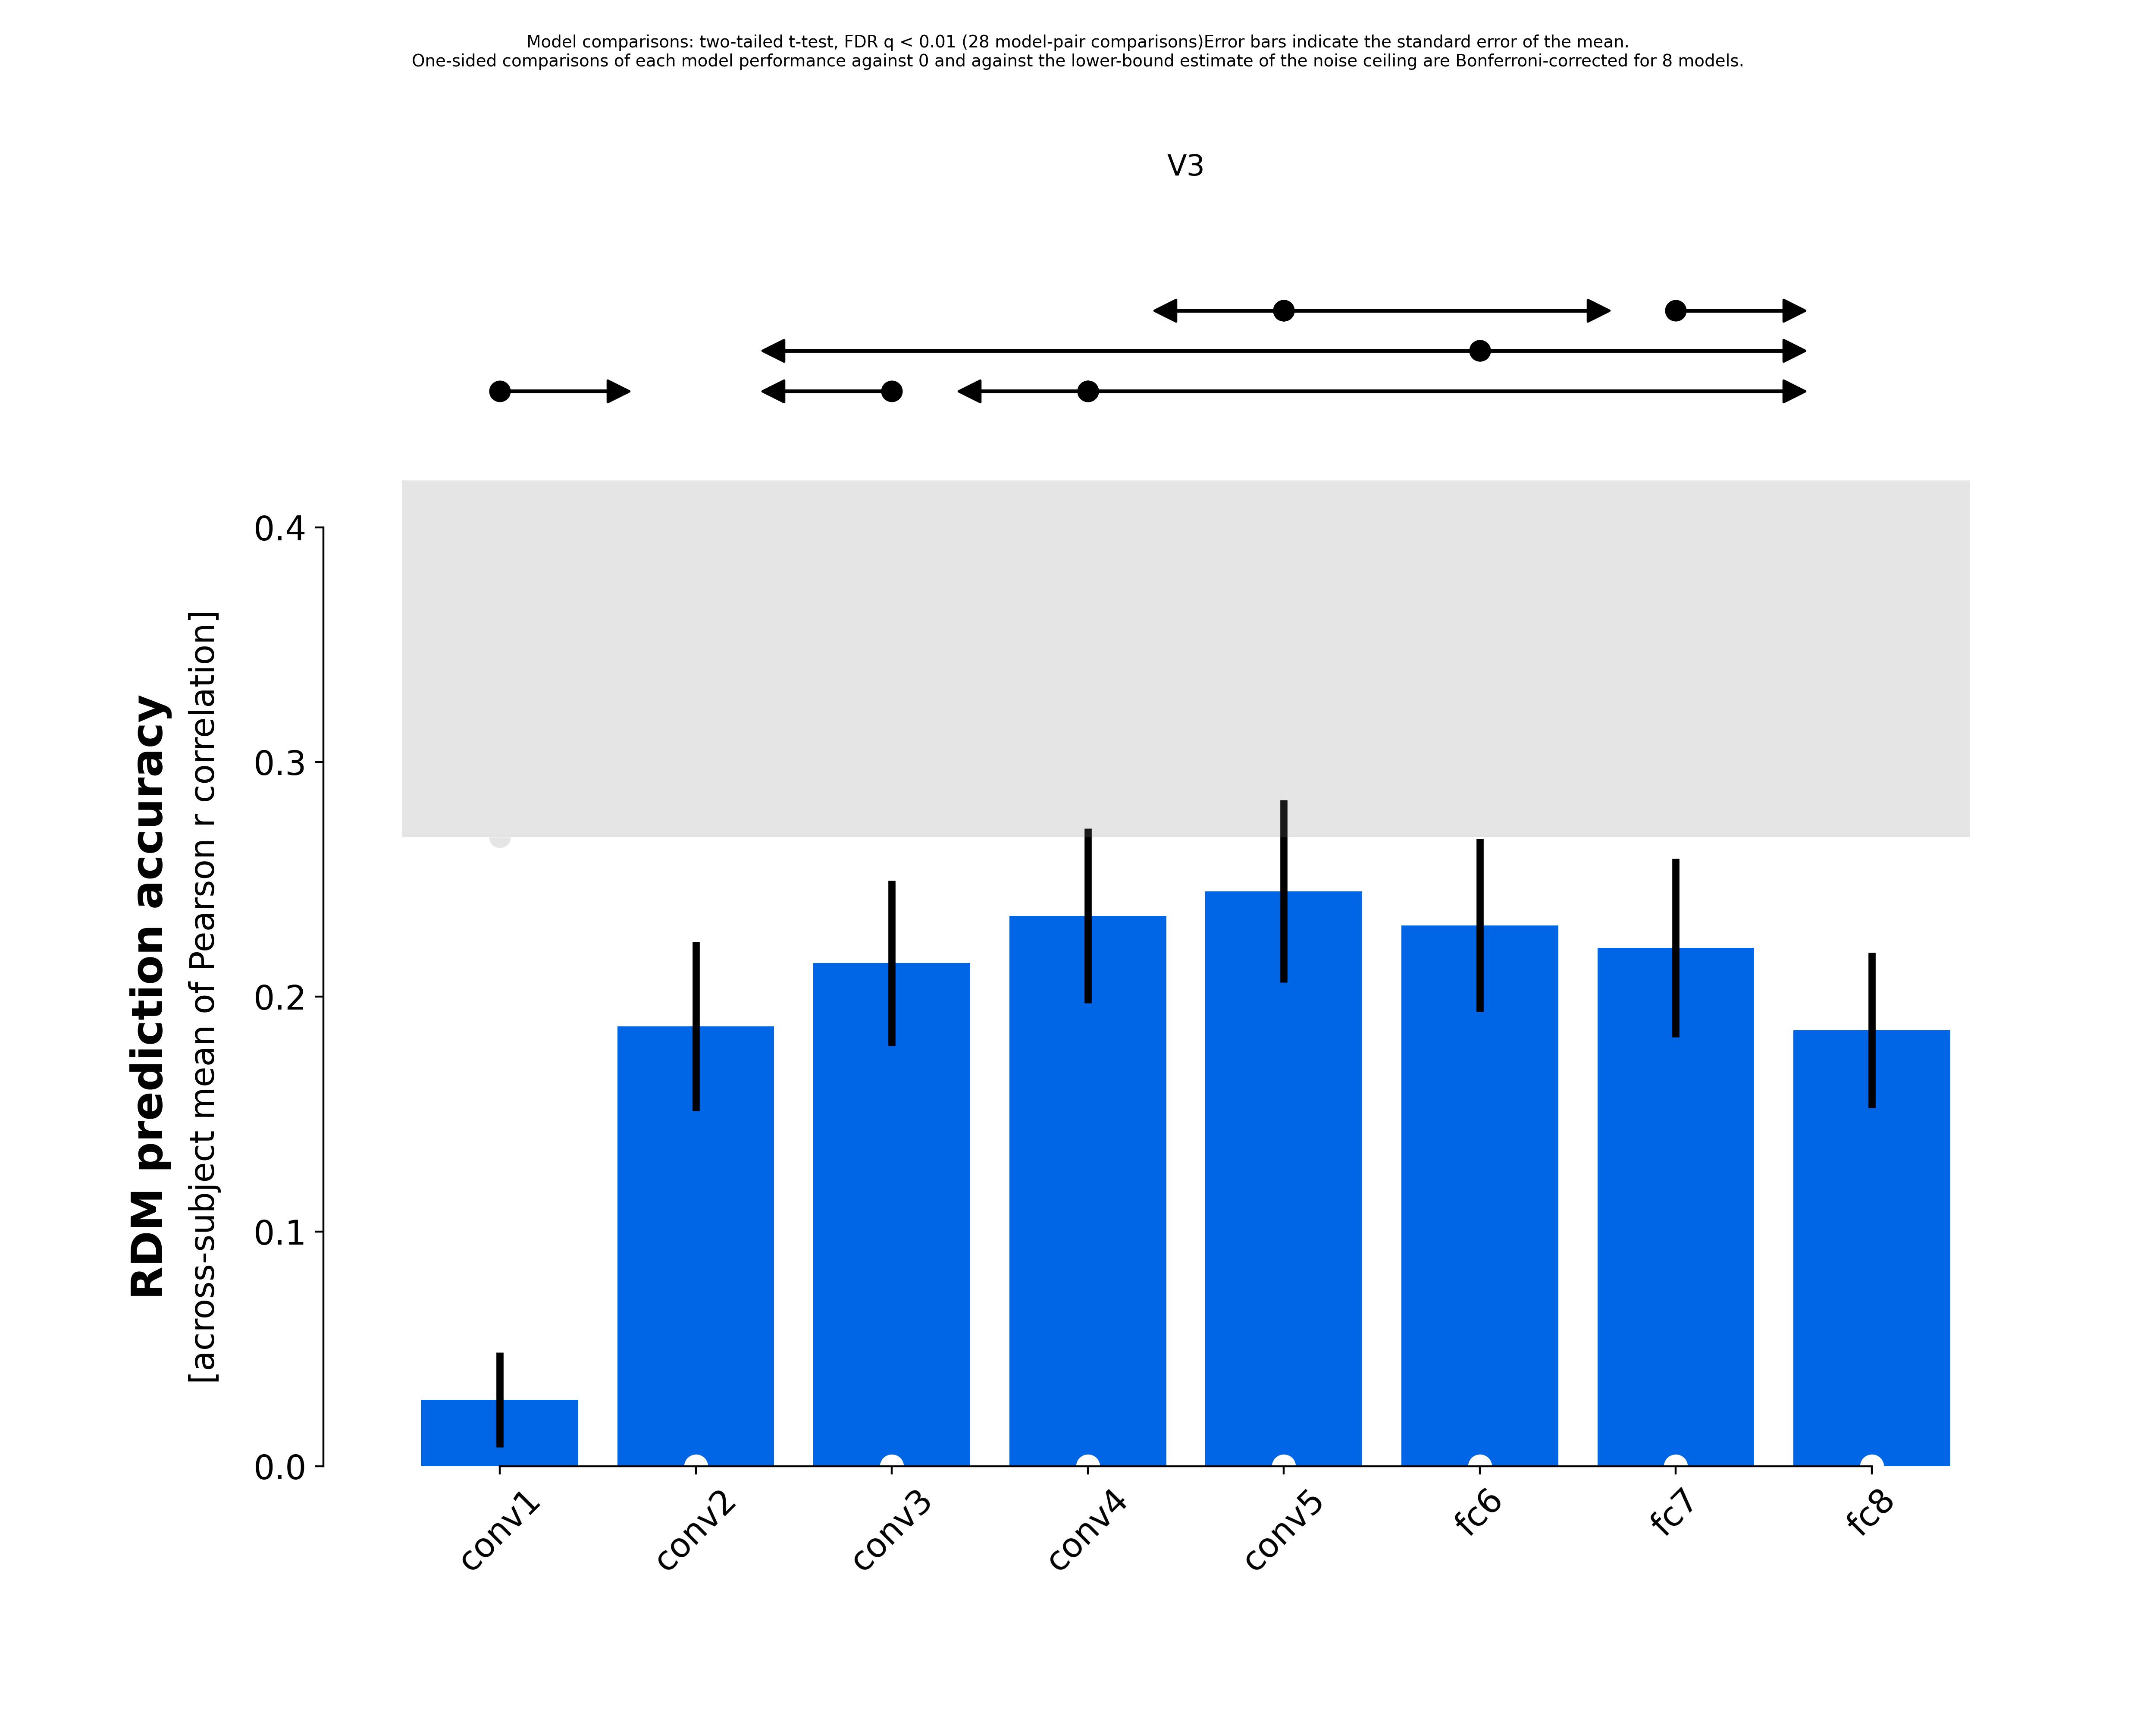 Model comparisons: two-tailed t-test, FDR q < 0.01 (28 model-pair comparisons)Error bars indicate the standard error of the mean.
One-sided comparisons of each model performance against 0 and against the lower-bound estimate of the noise ceiling are Bonferroni-corrected for 8 models.
V3
RDM prediction accuracy
[across-subject mean of Pearson r correlation]
0.4
0.3
0.2
0.1
0.0
conv1
conv2
conv3
conv4
conv5
fc6
fc7
fc8